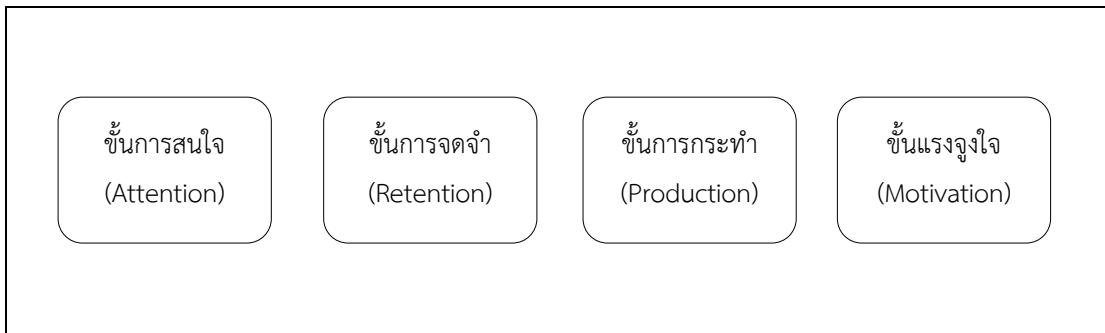 ขั้นการสนใจ
(Attention)
ขั้นการจดจำ
(Retention)
ขั้นการกระทำ
(Production)
ขั้นแรงจูงใจ
(Motivation)